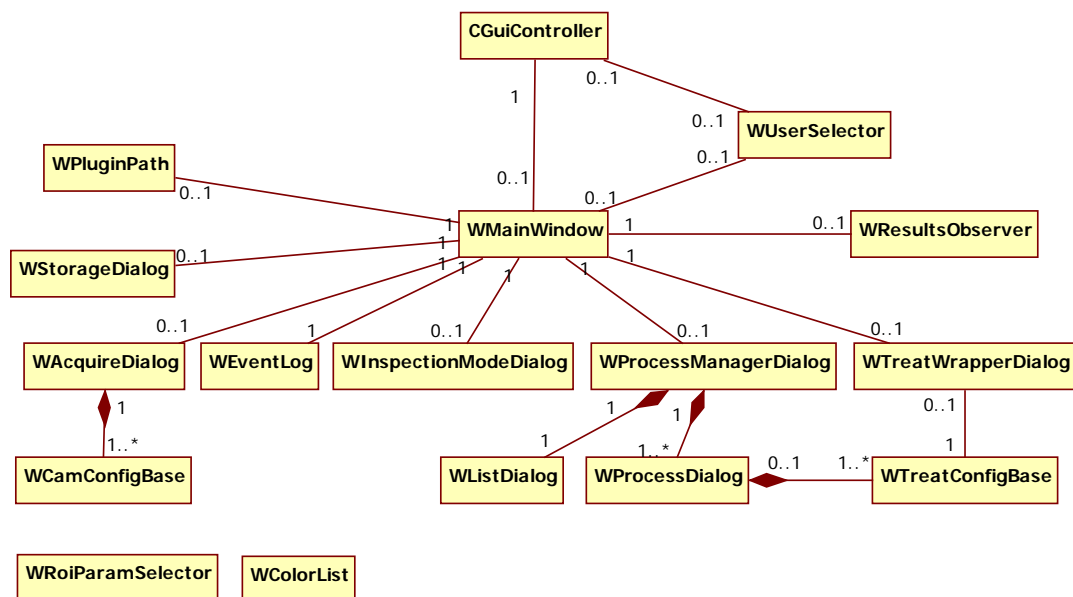 CGuiController
0..1
1
0..1
WUserSelector
0..1
WPluginPath
0..1
0..1
0..1
1
WMainWindow
1
0..1
WResultsObserver
WStorageDialog
0..1
1
1
1
1
1
1
0..1
1
0..1
0..1
0..1
WAcquireDialog
WEventLog
WInspectionModeDialog
WProcessManagerDialog
WTreatWrapperDialog
1
1
1
0..1
1..*
1
1..*
1
WCamConfigBase
WListDialog
WProcessDialog
0..1
1..*
WTreatConfigBase
WRoiParamSelector
WColorList